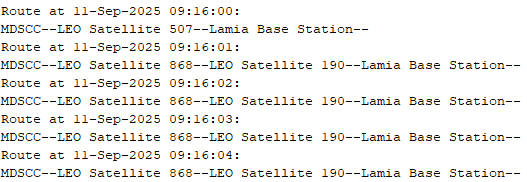 Route at 11-Sep-2025 09:16:00:
MDSCC--LEO Satellite 507--Lamia Base Station--
Route at 11-Sep-2025 09:16:01:
MDSCC--LEO Satellite 868--LEO Satellite 190--Lamia Base Station--
Route at 11-Sep-2025 09:16:02:
MDSCC--LEO Satellite 868--LEO Satellite 190--Lamia Base Station--
Route at 11-Sep-2025 09:16:03:
MDSCC--LEO Satellite 868--LEO Satellite 190--Lamia Base Station--
Route at 11-Sep-2025 09:16:04:
MDSCC--LEO Satellite 868--LEO Satellite 190--Lamia Base Station--